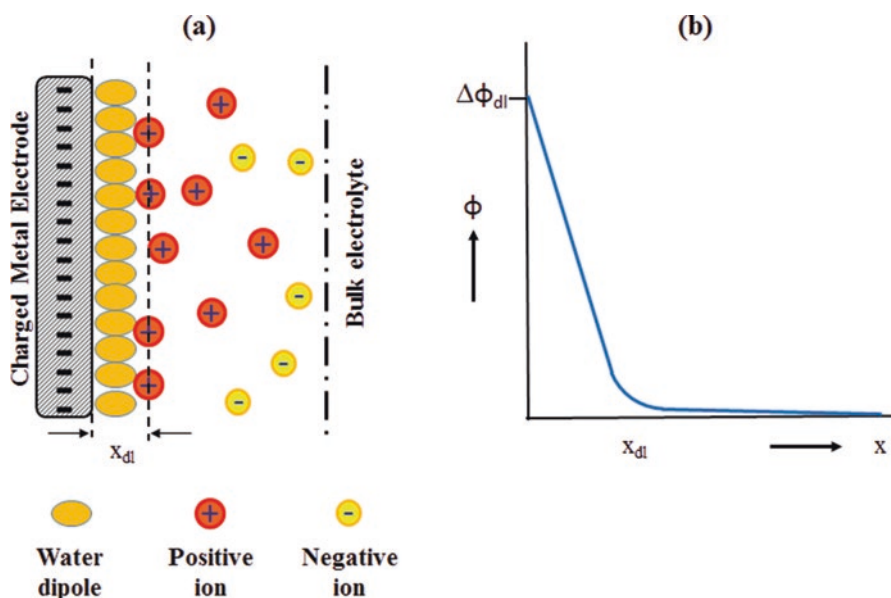 (a)
Charged Metal Electrode
+
+
+
+
+
+
+
+
+
-
-
-
-
-
Bulk electrolyte
x_dl
Water
dipole
+
Positive
ion
-
Negative
ion
(b)
Δϕ_dl
ϕ
x_dl
x